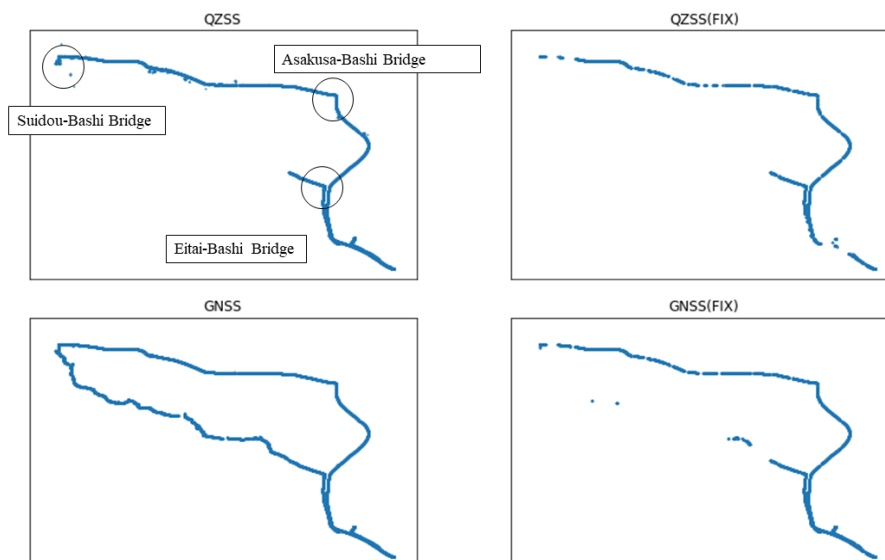 QZSS
QZSS(FIX)
Asakusa-Bashi Bridge
Suidou-Bashi Bridge
Eitai-Bashi Bridge
GNSS
GNSS(FIX)